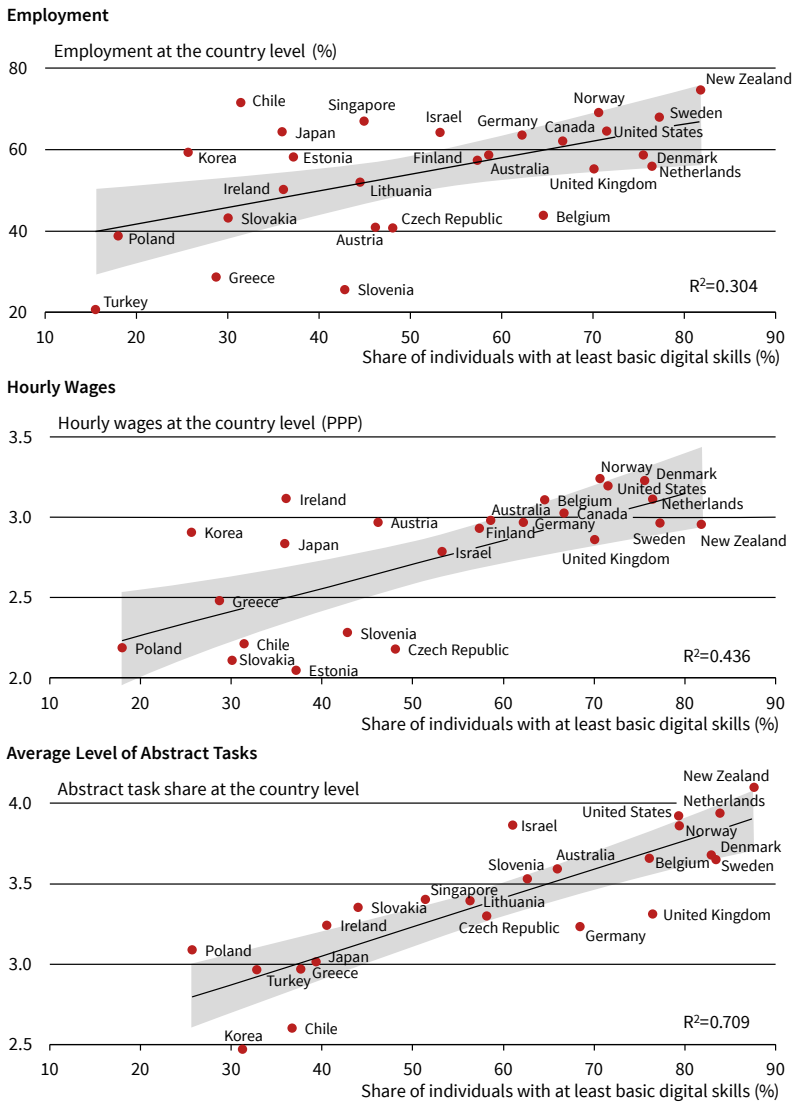 Employment
Employment at the country level (%)
80
New Zealand
Chile
Norway
Singapore
Sweden
Israel
Germany
Canada
United States
Japan
60
Korea
Estonia
Finland
Denmark
Australia
Netherlands
Ireland
Lithuania
United Kingdom
Slovakia
Czech Republic
Belgium
40
Poland
Austria
Greece
Slovenia
R²=0.304
Turkey
20
10 20 30 40 50 60 70 80 90
Share of individuals with at least basic digital skills (%)
Hourly Wages
Hourly wages at the country level (PPP)
3.5
Norway
Denmark
United States
Ireland
Belgium
Netherlands
Australia
Canada
3.0
Austria
Germany
Korea
Finland
Sweden
New Zealand
Japan
Israel
United Kingdom
2.5
Greece
Slovenia
Poland
Chile
Czech Republic
Slovakia
R²=0.436
Estonia
2.0
10 20 30 40 50 60 70 80 90
Share of individuals with at least basic digital skills (%)
Average Level of Abstract Tasks
New Zealand
Abstract task share at the country level
4.0
Netherlands
United States
Israel
Norway
Denmark
Slovenia
Australia
Belgium
Sweden
3.5
Singapore
Slovakia
Lithuania
United Kingdom
Ireland
Czech Republic
Germany
Poland
Japan
3.0
Turkey
Greece
Korea
Chile
R²=0.709
2.5
10 20 30 40 50 60 70 80 90
Share of individuals with at least basic digital skills (%)